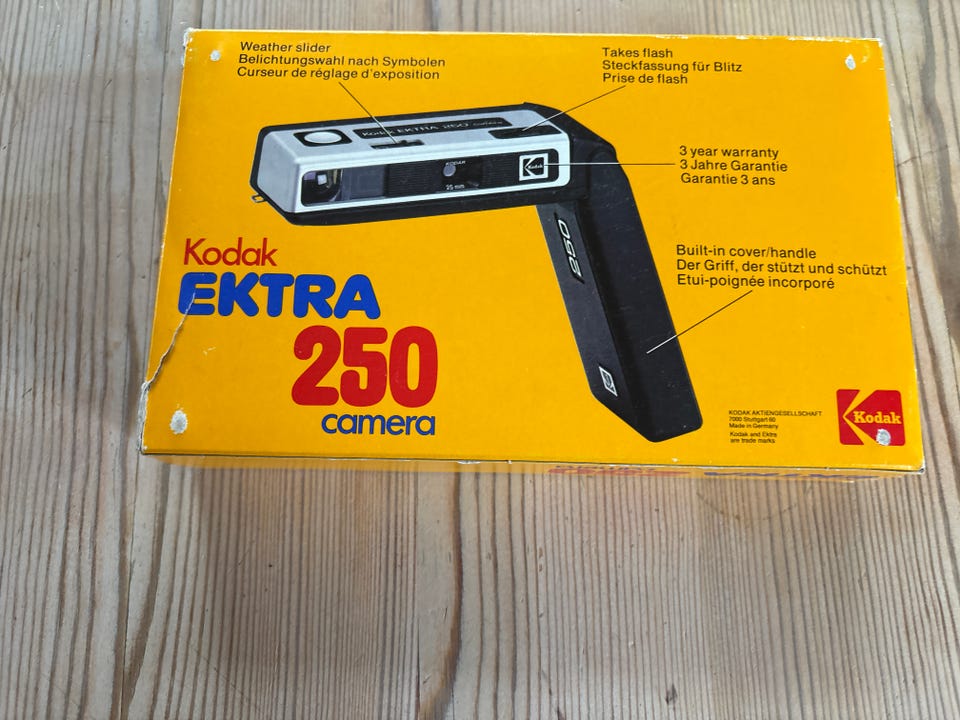 Weather slider
Belichtungswahl nach Symbolen
Curseur de réglage d'exposition
Takes flash
Steckfassung für Blitz
Prise de flash
Kodak EKTRA 250 camera
KODAR
25 mm
Kodak
3 year warranty
3 Jahre Garantie
Garantie 3 ans
250
Built-in cover/handle
Der Griff, der stützt und schützt
Etui-poignée incorporé
Kodak
EKTRA
250
camera
KODAK AKTIENGESELLSCHAFT
7000 Stuttgart 60
Made in Germany
Kodak and Ektra
are trade marks
Kodak